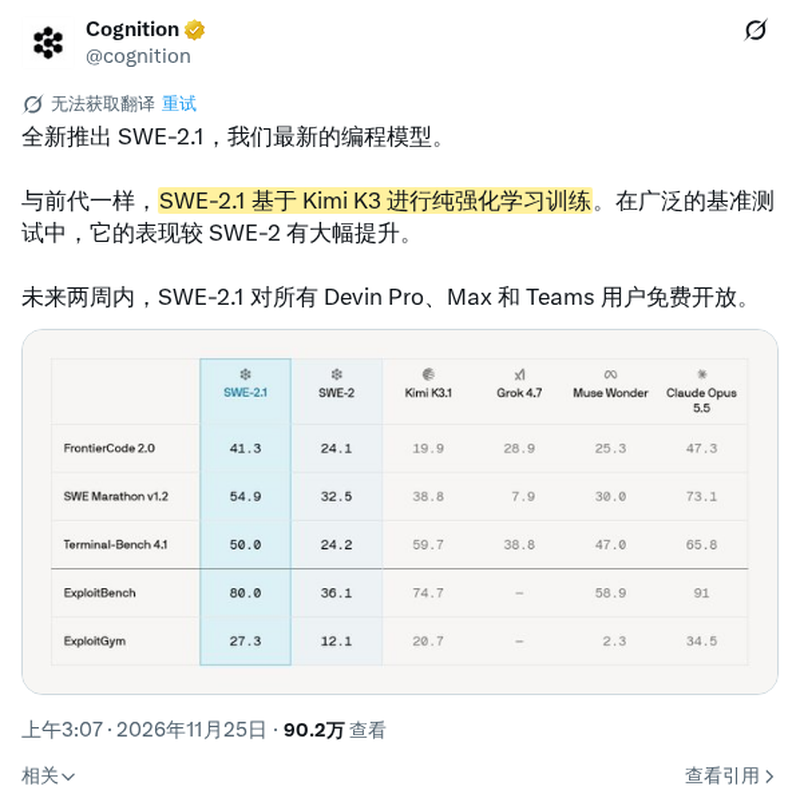 Cognition
@cognition
无法获取翻译 重试
全新推出 SWE-2.1，我们最新的编程模型。
与前代一样，SWE-2.1 基于 Kimi K3 进行纯强化学习训练。在广泛的基准测
试中，它的表现较 SWE-2 有大幅提升。
未来两周内，SWE-2.1 对所有 Devin Pro、Max 和 Teams 用户免费开放。
SWE-2.1 SWE-2 Kimi K3.1 Grok 4.7 Muse Wonder Claude Opus
5.5
FrontierCode 2.0 41.3 24.1 19.9 28.9 25.3 47.3
SWE Marathon v1.2 54.9 32.5 38.8 7.9 30.0 73.1
Terminal-Bench 4.1 50.0 24.2 59.7 38.8 47.0 65.8
ExploitBench 80.0 36.1 74.7 – 58.9 91
ExploitGym 27.3 12.1 20.7 – 2.3 34.5
上午3:07 · 2026年11月25日 · 90.2万 查看
相关
查看引用